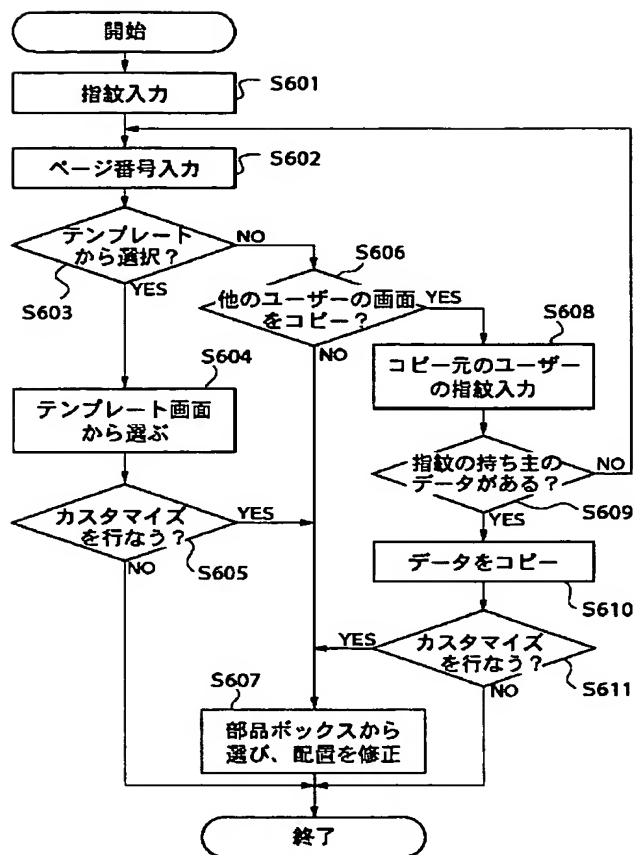 開始
指紋入力
S601
ページ番号入力
S602
テンプレート
から選択？
NO
YES
S603
S606
他のユーザーの画面
をコピー？
YES
NO
S608
コピー元のユーザー
の指紋入力
S604
テンプレート画面
から選ぶ
指紋の持ち主の
データがある？
NO
YES
S609
カスタマイズ
を行なう？
YES
NO
S605
データをコピー
S610
カスタマイズ
を行なう？
YES
NO
S611
S607
部品ボックスから
選び、配置を修正
終了